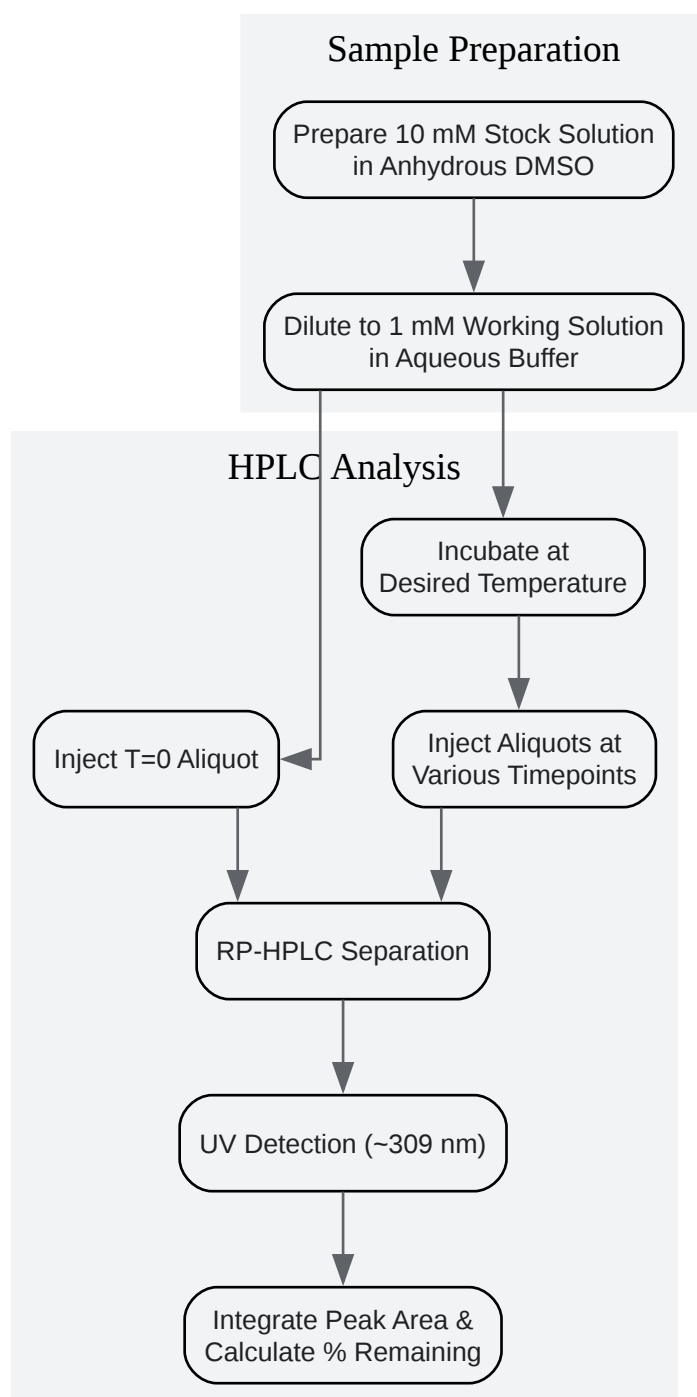 Sample Preparation
Prepare 10 mM Stock Solution
in Anhydrous DMSO
Dilute to 1 mM Working Solution
in Aqueous Buffer
HPLC Analysis
Incubate at
Desired Temperature
Inject T=0 Aliquot
Inject Aliquots at
Various Timepoints
RP-HPLC Separation
UV Detection (~309 nm)
Integrate Peak Area &
Calculate % Remaining